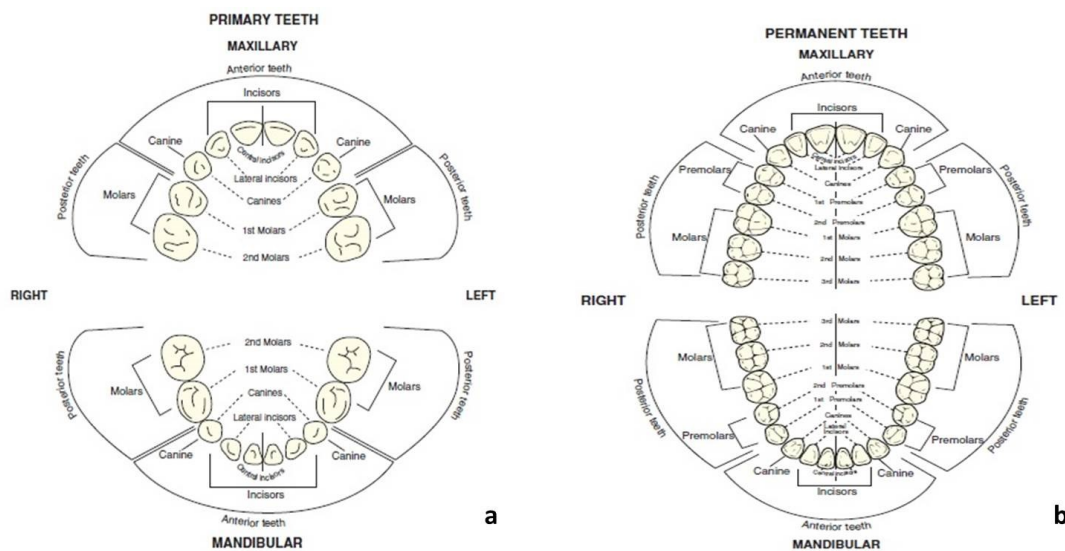 PRIMARY TEETH
MAXILLARY
Anterior teeth
Incisors
Canine
Canine
Central incisors
Lateral incisors
Canines
1st Molars
2nd Molars
Molars
Molars
Posterior teeth
Posterior teeth
RIGHT
LEFT
2nd Molars
1st Molars
Canines
Lateral incisors
Central incisors
Molars
Molars
Posterior teeth
Posterior teeth
Canine
Canine
Incisors
Anterior teeth
MANDIBULAR
a
PERMANENT TEETH
MAXILLARY
Anterior teeth
Incisors
Canine
Canine
Central incisors
Lateral incisors
Canines
1st Premolars
2nd Premolars
1st Molars
2nd Molars
3rd Molars
Premolars
Premolars
Molars
Molars
Posterior teeth
Posterior teeth
RIGHT
LEFT
3rd Molars
2nd Molars
1st Molars
2nd Premolars
1st Premolars
Canines
Lateral
Incisors
Central incisors
Molars
Molars
Premolars
Premolars
Posterior teeth
Posterior teeth
Canine
Canine
Incisors
Anterior teeth
MANDIBULAR
b